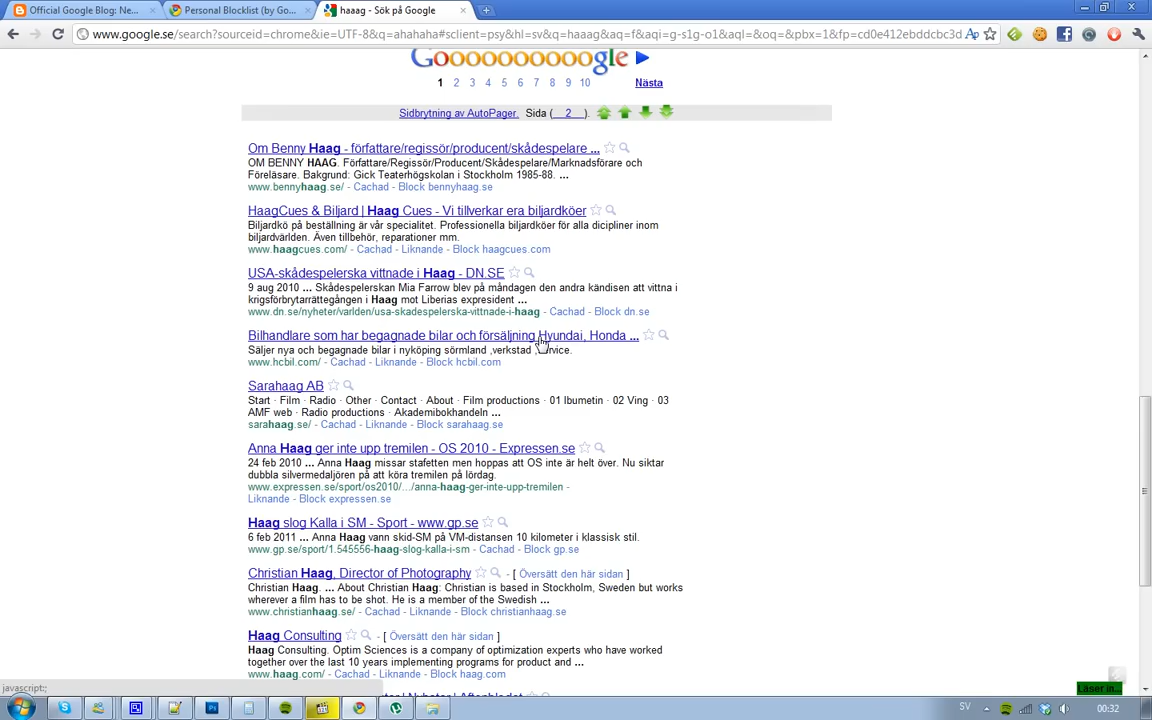 Official Google Blog: Ne...
Personal Blocklist (by Go...
haaag - Sök på Google
www.google.se/search?sourceid=chrome&ie=UTF-8&q=ahahaha#sclient=psy&hl=sv&q=haaag&aq=f&aqi=g-s1g-o1&aql=&oq=&pbx=1&fp=cd0e412ebddcbc3d
Goooooooooogle
1 2 3 4 5 6 7 8 9 10 Nästa
Sidbrytning av AutoPager. Sida ( 2 ).
Om Benny Haag - författare/regissör/producent/skådespelare ...
OM BENNY HAAG. Författare/Regissör/Producent/Skådespelare/Marknadsförare och
Föreläsare. Bakgrund: Gick Teaterhögskolan i Stockholm 1985-88. ...
www.bennyhaag.se/ - Cachad - Block bennyhaag.se
HaagCues & Biljard | Haag Cues - Vi tillverkar era biljardköer
Biljardkö på beställning är vår specialitet. Professionella biljardköer för alla dicipliner inom
biljardvärlden. Även tillbehör, reparationer mm.
www.haagcues.com/ - Cachad - Liknande - Block haagcues.com
USA-skådespelerska vittnade i Haag - DN.SE
9 aug 2010 ... Skådespelerskan Mia Farrow blev på måndagen den andra kändisen att vittna i
krigsförbrytarrättegången i Haag mot Liberias expresident ...
www.dn.se/nyheter/varlden/usa-skadespelerska-vittnade-i-haag - Cachad - Block dn.se
Bilhandlare som har begagnade bilar och försäljning Hyundai, Honda ...
Säljer nya och begagnade bilar i nyköping sörmland ,verkstad ,service.
www.hcbil.com/ - Cachad - Liknande - Block hcbil.com
Sarahaag AB
Start · Film · Radio · Other · Contact · About · Film productions · 01 Ibumetin · 02 Ving · 03
AMF web · Radio productions · Akademibokhandeln ...
sarahaag.se/ - Cachad - Liknande - Block sarahaag.se
Anna Haag ger inte upp tremilen - OS 2010 - Expressen.se
24 feb 2010 ... Anna Haag missar stafetten men hoppas att OS inte är helt över. Nu siktar
dubbla silvermedaljören på att köra tremilen på lördag.
www.expressen.se/sport/os2010/.../anna-haag-ger-inte-upp-tremilen -
Liknande - Block expressen.se
Haag slog Kalla i SM - Sport - www.gp.se
6 feb 2011 ... Anna Haag vann skid-SM på VM-distansen 10 kilometer i klassisk stil.
www.gp.se/sport/1.545556-haag-slog-kalla-i-sm - Cachad - Block gp.se
Christian Haag, Director of Photography - [ Översätt den här sidan ]
Christian Haag. ... About Christian Haag: Christian is based in Stockholm, Sweden but works
wherever a film has to be shot. He is a member of the Swedish ...
www.christianhaag.se/ - Cachad - Liknande - Block christianhaag.se
Haag Consulting - [ Översätt den här sidan ]
Haag Consulting. Optim Sciences is a company of optimization experts who have worked
together over the last 10 years implementing programs for product and ...
www.haag.com/ - Cachad - Liknande - Block haag.com
javascript:;
| Nyheter | Aftonbladet
Läser in...
SV
00:32